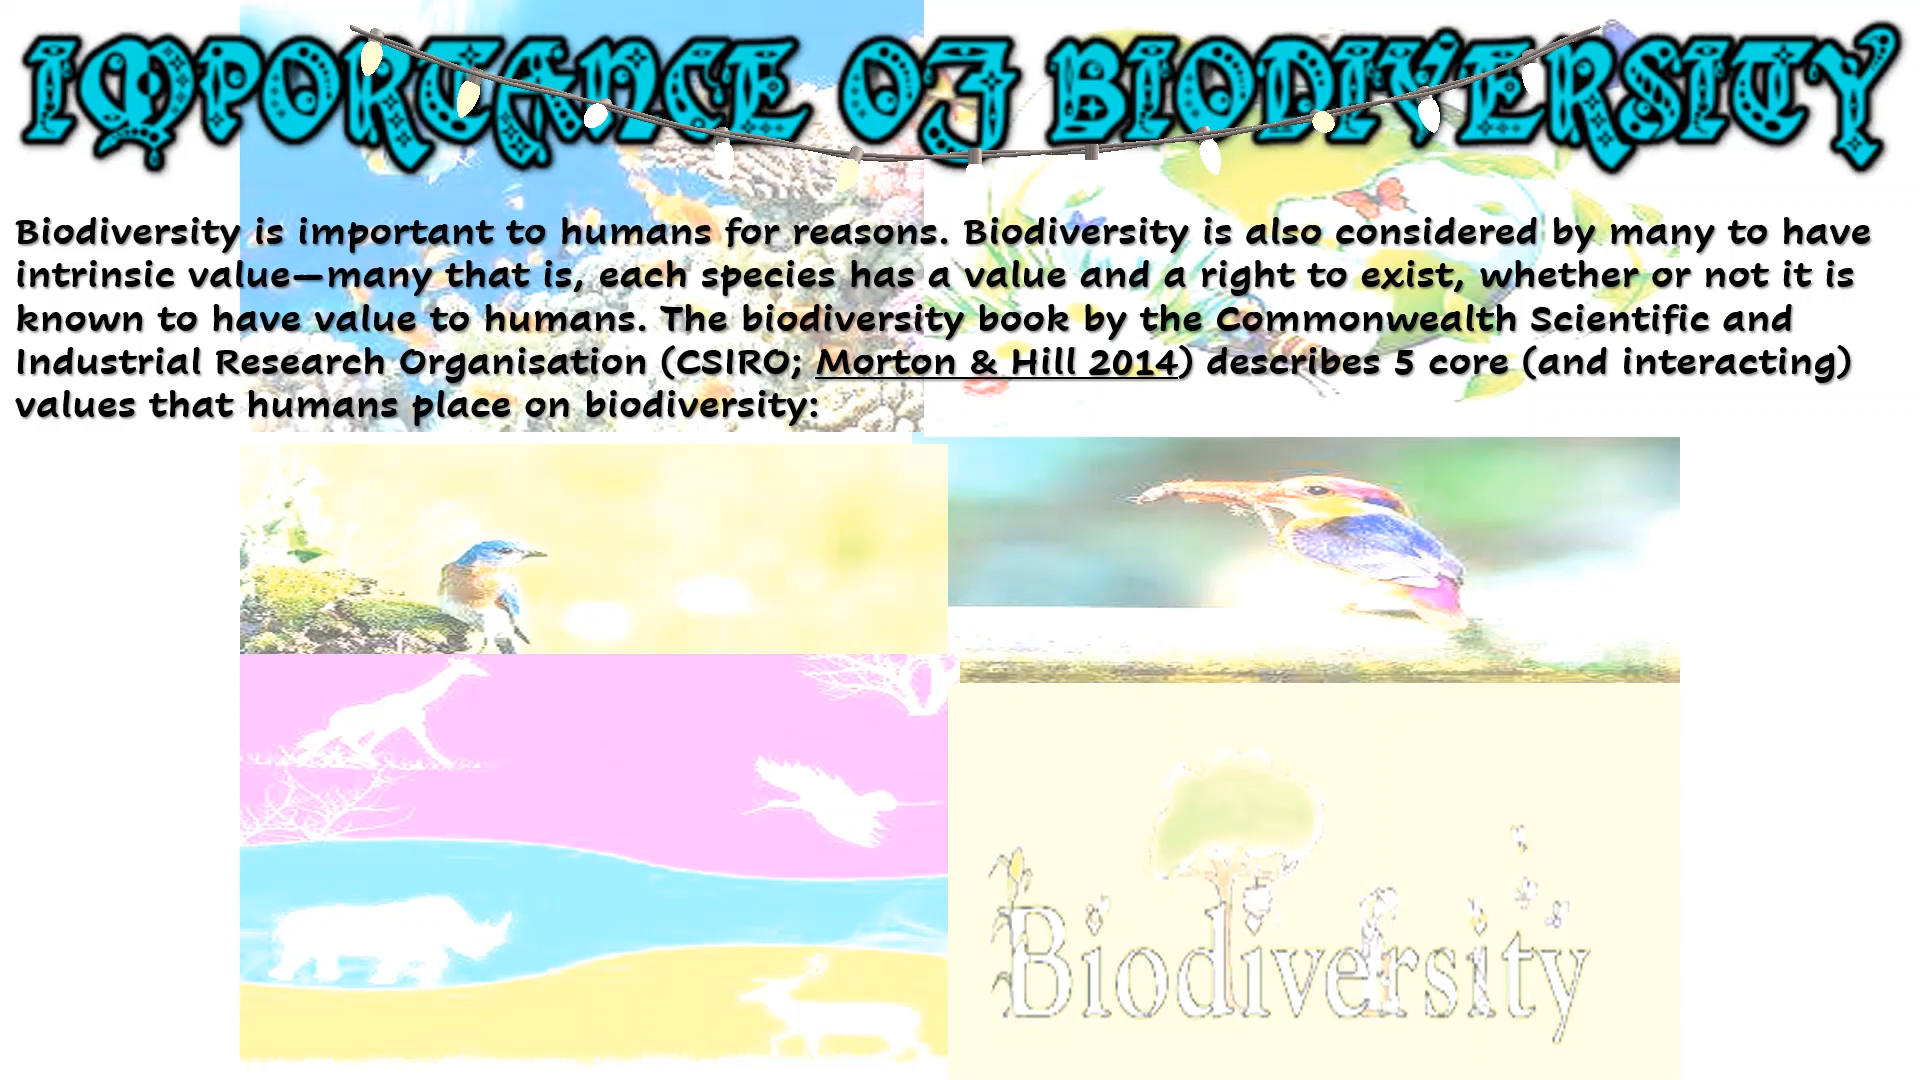 IMPORTANCE OF BIODIVERSITY
Biodiversity is important to humans for reasons. Biodiversity is also considered by many to have
intrinsic value—many that is, each species has a value and a right to exist, whether or not it is
known to have value to humans. The biodiversity book by the Commonwealth Scientific and
Industrial Research Organisation (CSIRO; Morton & Hill 2014) describes 5 core (and interacting)
values that humans place on biodiversity:
Biodiversity